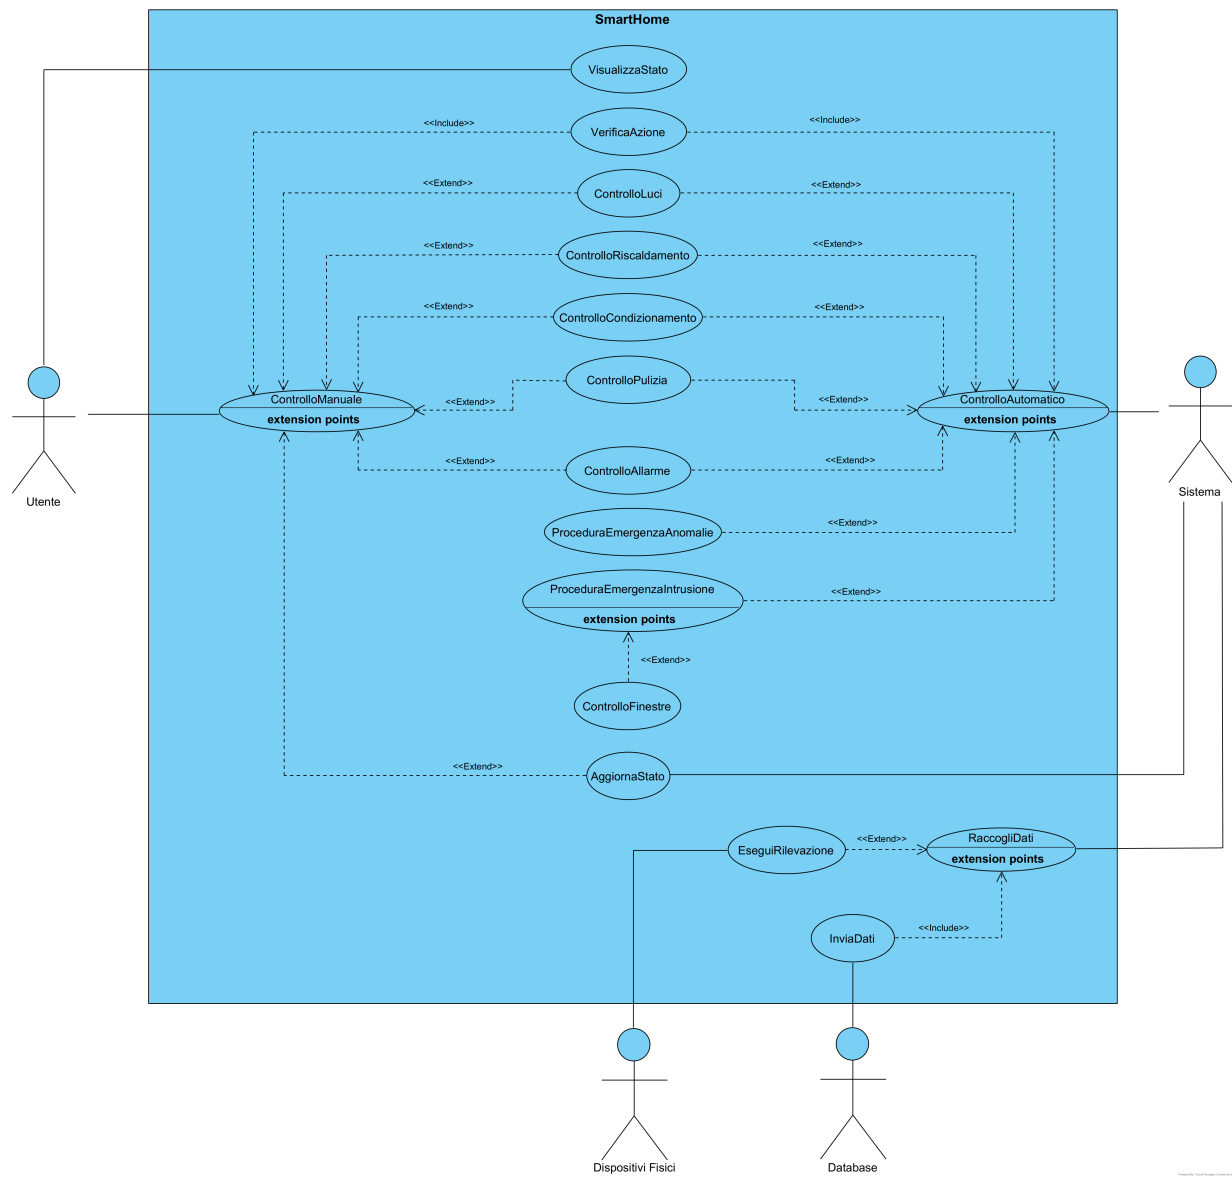 SmartHome
VisualizzaStato
<<Include>>
VerificaAzione
<<Include>>
<<Extend>>
ControlloLuci
<<Extend>>
<<Extend>>
ControlloRiscaldamento
<<Extend>>
<<Extend>>
ControlloCondizionamento
<<Extend>>
ControlloPulizia
<<Extend>>
<<Extend>>
ControlloManuale
extension points
ControlloAutomatico
extension points
Utente
Sistema
<<Extend>>
ControlloAllarme
<<Extend>>
ProceduraEmergenzaAnomalie
<<Extend>>
ProceduraEmergenzaIntrusione
extension points
<<Extend>>
<<Extend>>
ControlloFinestre
<<Extend>>
AggiornaStato
EseguiRilevazione
<<Extend>>
RaccogliDati
extension points
InviaDati
<<Include>>
Dispositivi Fisici
Database